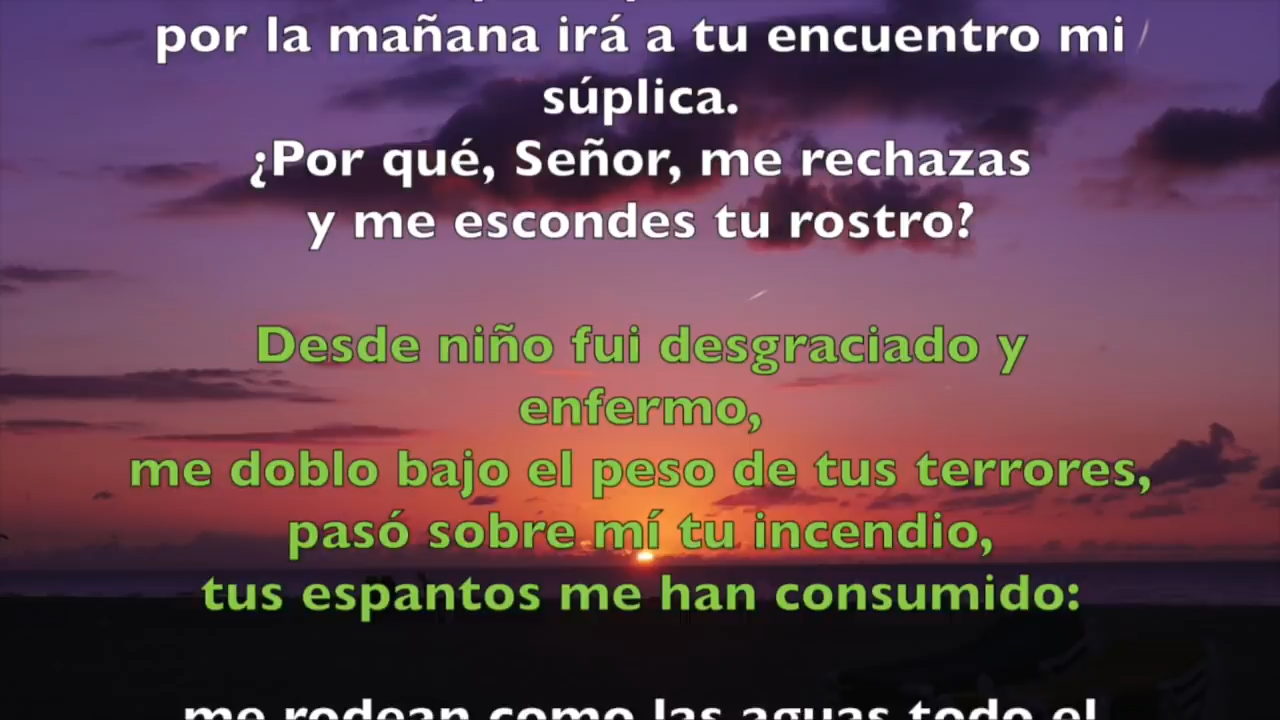 por la mañana irá a tu encuentro mi
súplica.
¿Por qué, Señor, me rechazas
y me escondes tu rostro?
Desde niño fui desgraciado y
enfermo,
me doblo bajo el peso de tus terrores,
pasó sobre mí tu incendio,
tus espantos me han consumido:
me rodean como las aguas todo el